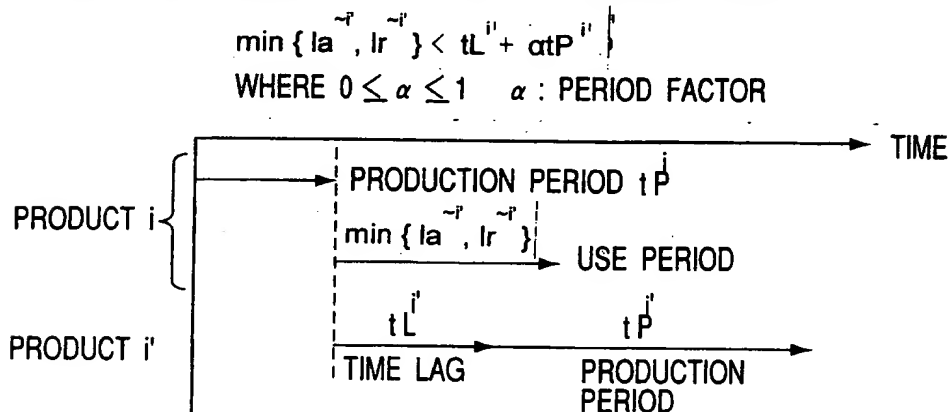 min { la^~i', lr^~i' } < tL^i' + αtP^i'
WHERE 0 ≤ α ≤ 1 α : PERIOD FACTOR
TIME
PRODUCT i
PRODUCTION PERIOD tP^i
min { la^~i', lr^~i' }
USE PERIOD
PRODUCT i'
tL^i' tP^i'
TIME LAG
PRODUCTION
PERIOD